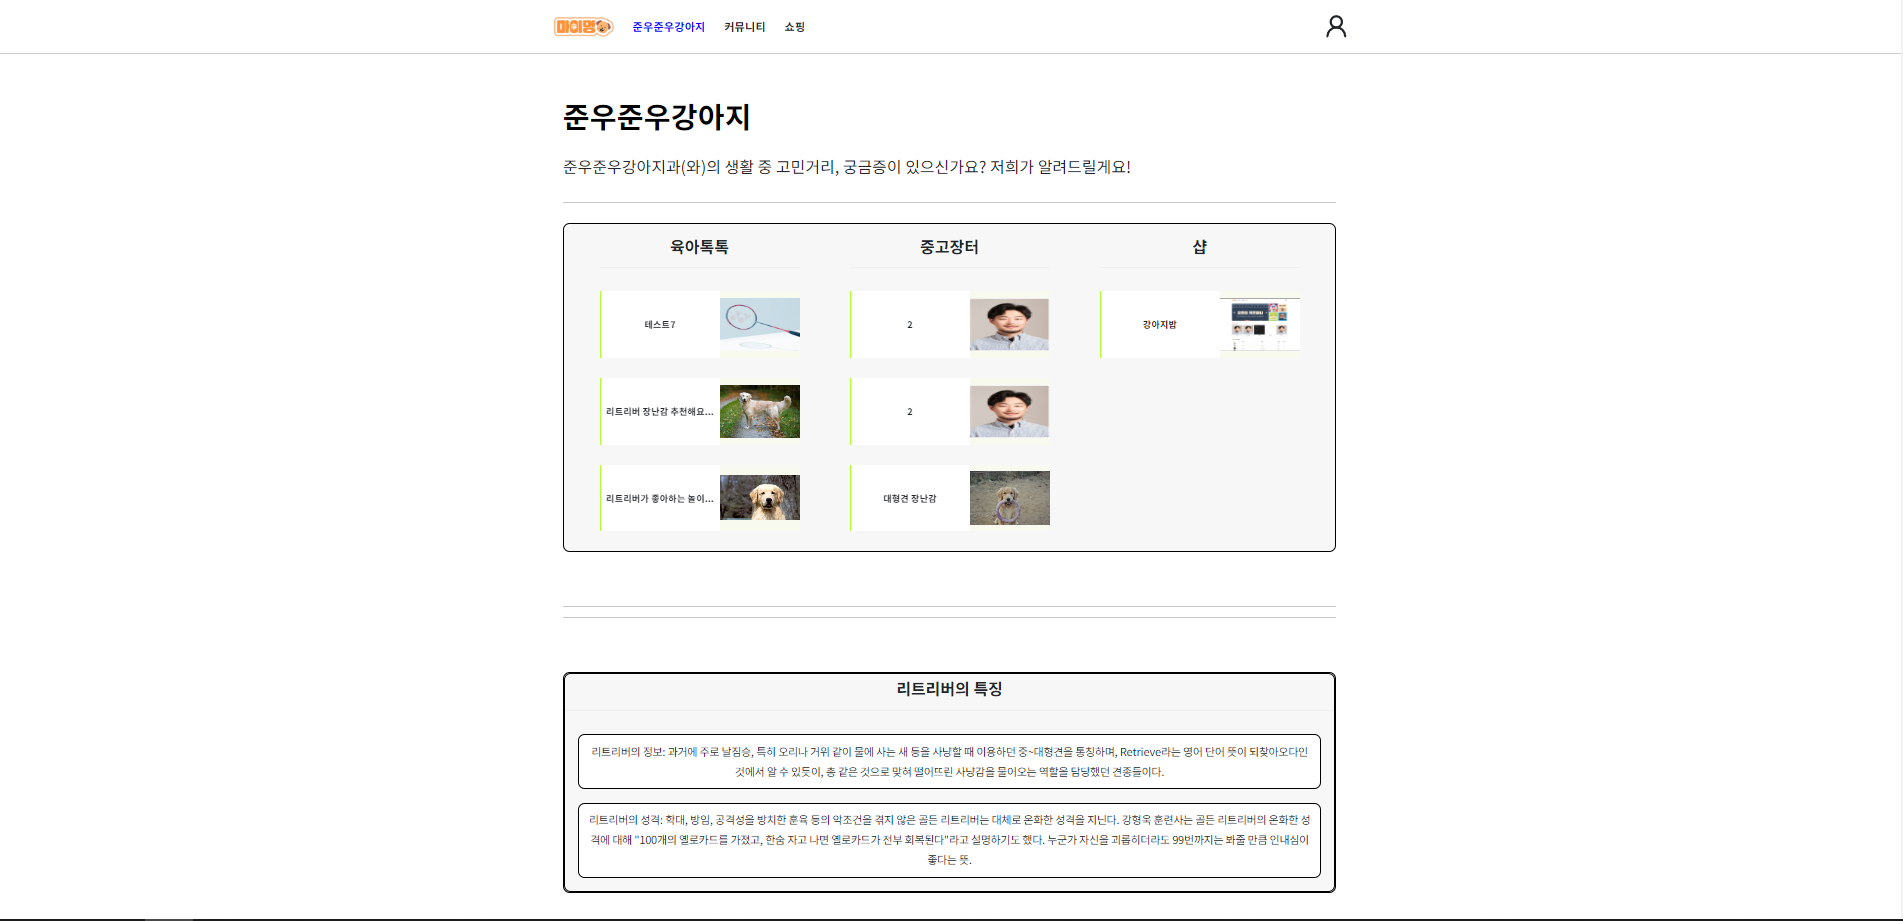 마이멍 준우준우강아지 커뮤니티 쇼핑
준우준우강아지
준우준우강아지과(와)의 생활 중 고민거리, 궁금증이 있으신가요? 저희가 알려드릴게요!
육아톡톡
테스트7
리트리버 장난감 추천해요...
리트리버가 좋아하는 놀이...
중고장터
2
2
대형견 장난감
샵
강아지밥
리트리버의 특징
리트리버의 정보: 과거에 주로 날짐승, 특히 오리나 거위 같이 물에 사는 새 등을 사냥할 때 이용하던 중~대형견을 통칭하며, Retrieve라는 영어 단어 뜻이 되찾아오다인
것에서 알 수 있듯이, 총 같은 것으로 맞혀 떨어뜨린 사냥감을 물어오는 역할을 담당했던 견종들이다.
리트리버의 성격: 학대, 방임, 공격성을 방치한 훈육 등의 악조건을 겪지 않은 골든 리트리버는 대체로 온화한 성격을 지닌다. 강형욱 훈련사는 골든 리트리버의 온화한 성
격에 대해 "100개의 옐로카드를 가졌고, 한숨 자고 나면 옐로카드가 전부 회복된다"라고 설명하기도 했다. 누군가 자신을 괴롭히더라도 99번까지는 봐줄 만큼 인내심이
좋다는 뜻.